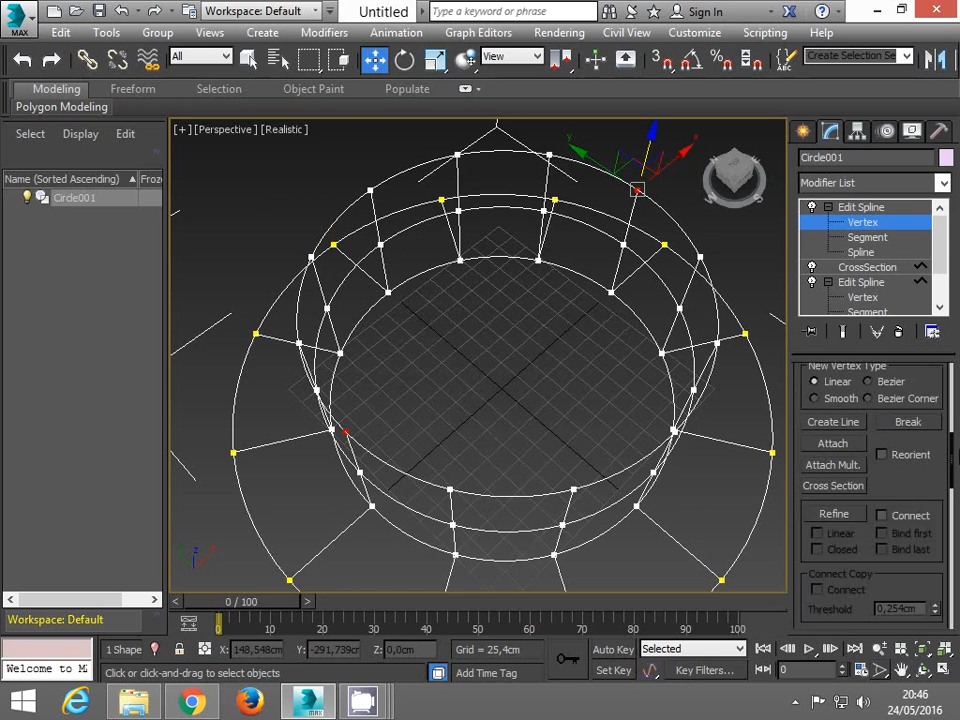 Workspace: Default
Untitled
Type a keyword or phrase
Sign In
MAX
Edit Tools Group Views Create Modifiers Animation Graph Editors Rendering Civil View Customize Scripting Help
All
View
3
%
Create Selection Se
Modeling Freeform Selection Object Paint Populate
Polygon Modeling
Select Display Edit
Name (Sorted Ascending) Froze
Circle001
[+] [Perspective] [Realistic]
y
x
z
Circle001
Modifier List
Edit Spline
Vertex
Segment
Spline
CrossSection
Edit Spline
Vertex
Segment
New Vertex Type
Linear Bezier
Smooth Bezier Corner
Create Line Break
Attach
Reorient
Attach Mult.
Cross Section
Refine Connect
Linear Bind first
Closed Bind last
Connect Copy
Connect
Threshold 0,254cm
Workspace: Default
0 / 100
0 10 20 30 40 50 60 70 80 90 100
1 Shape X: 148,548cm Y: -291,739cm Z: 0,0cm Grid = 25,4cm Auto Key Selected
Welcome to M
Click or click-and-drag to select objects Add Time Tag Set Key Key Filters... 0
MAX
20:46
24/05/2016